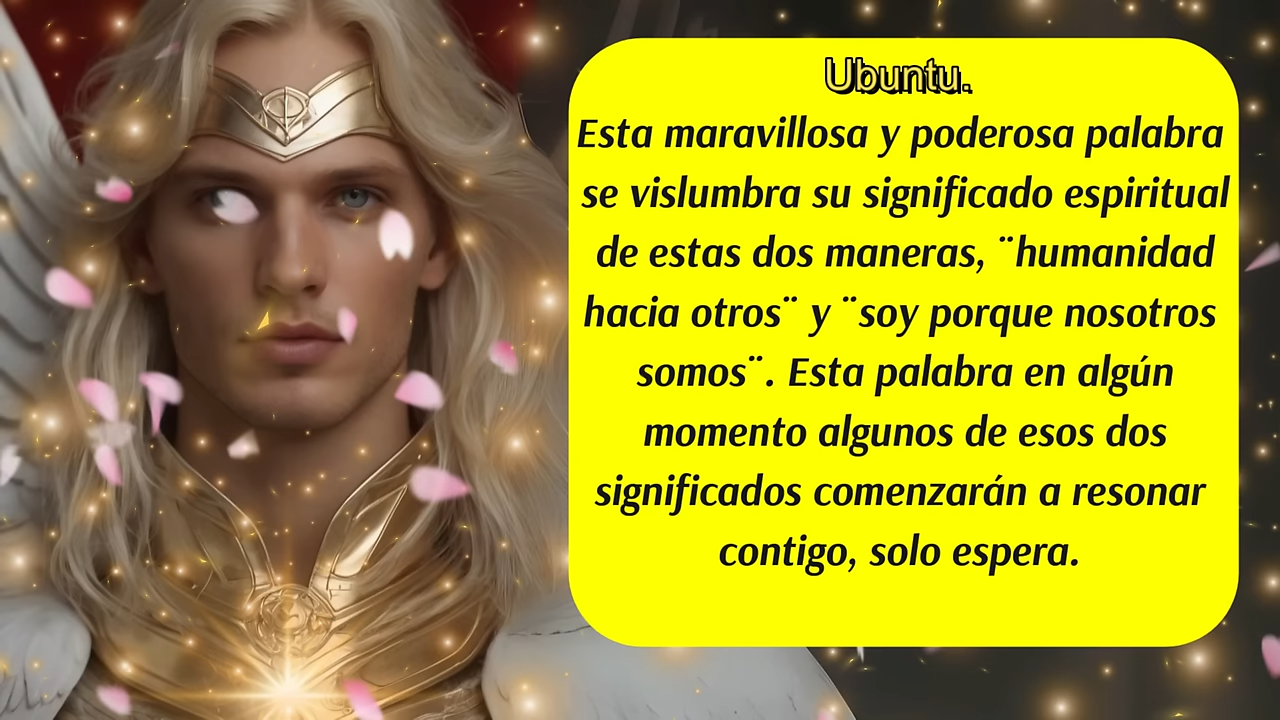 Ubuntu.
Esta maravillosa y poderosa palabra
se vislumbra su significado espiritual
de estas dos maneras, ¨humanidad
hacia otros¨ y ¨soy porque nosotros
somos¨. Esta palabra en algún
momento algunos de esos dos
significados comenzarán a resonar
contigo, solo espera.